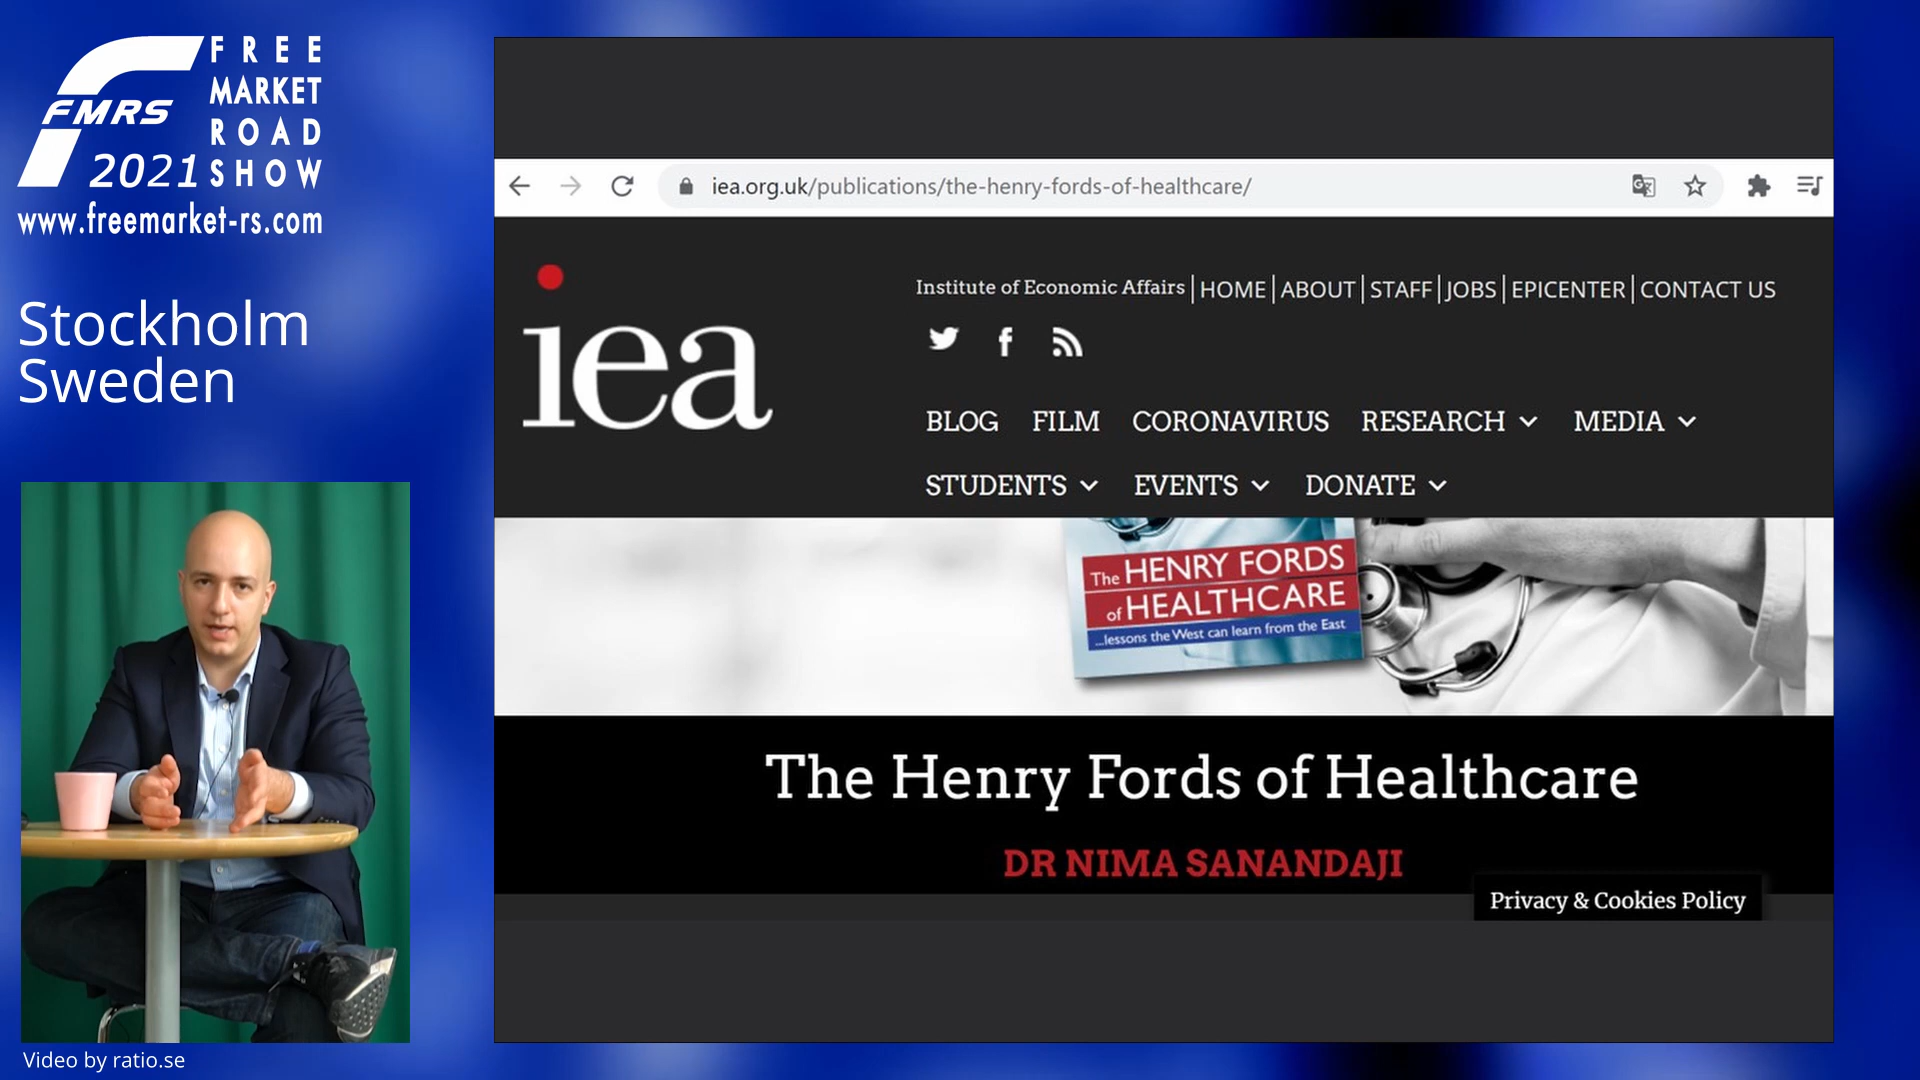 FREE
MARKET
ROAD
SHOW
FMRS
2021
www.freemarket-rs.com
Stockholm
Sweden
Video by ratio.se
iea.org.uk/publications/the-henry-fords-of-healthcare/
iea
Institute of Economic Affairs | HOME | ABOUT | STAFF | JOBS | EPICENTER | CONTACT US
BLOG FILM CORONAVIRUS RESEARCH MEDIA
STUDENTS EVENTS DONATE
The HENRY FORDS
of HEALTHCARE
...lessons the West can learn from the East
The Henry Fords of Healthcare
DR NIMA SANANDAJI
Privacy & Cookies Policy